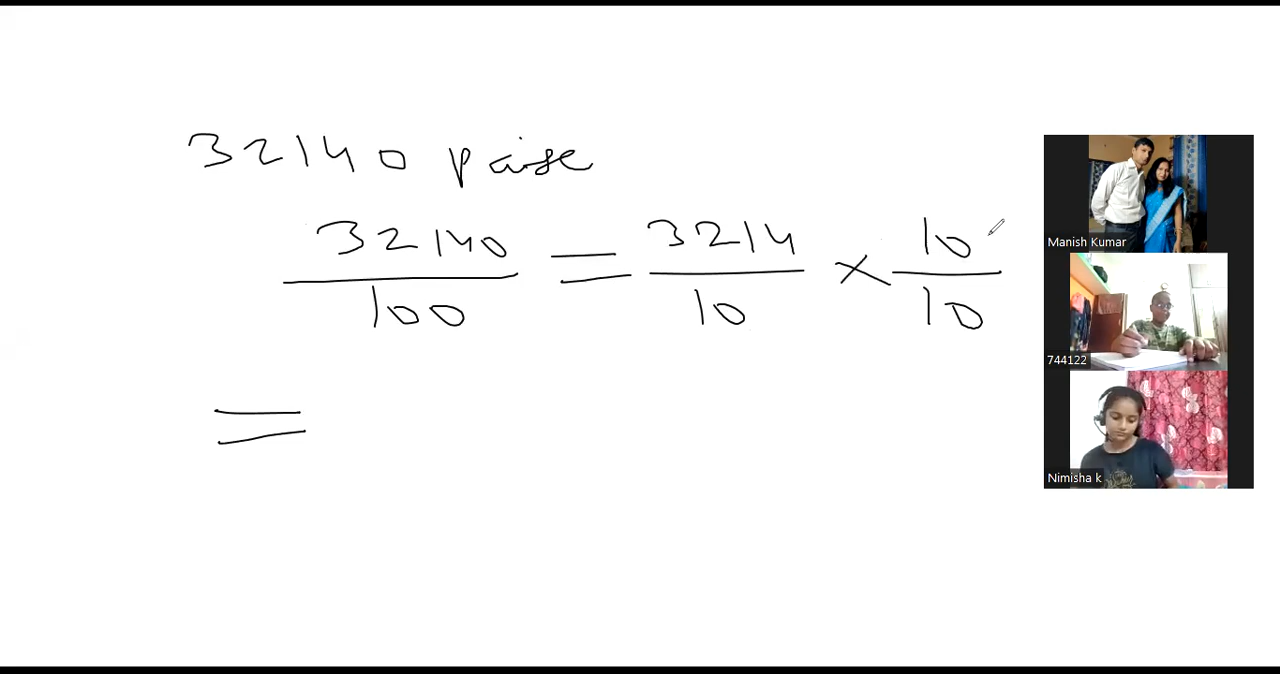 32140 paise
32140/100 = 3214/10 × 10/10
=
Manish Kumar
744122
Nimisha k